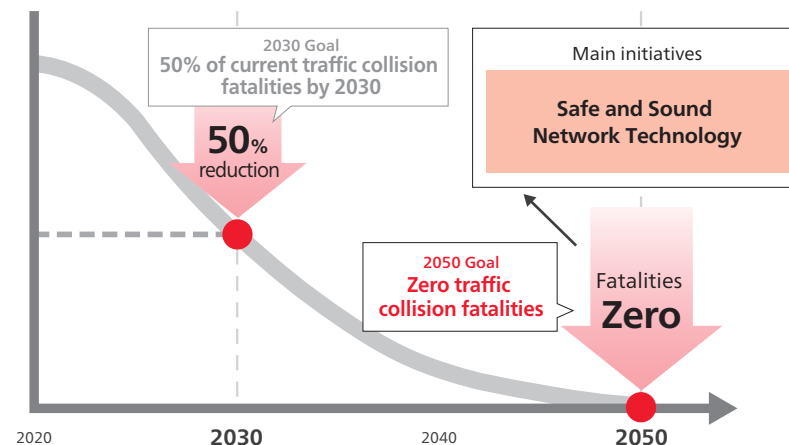 2030 Goal
50% of current traffic collision
fatalities by 2030
50%
reduction
Main initiatives
Safe and Sound
Network Technology
2050 Goal
Zero traffic
collision fatalities
Fatalities
Zero
2020
2030
2040
2050